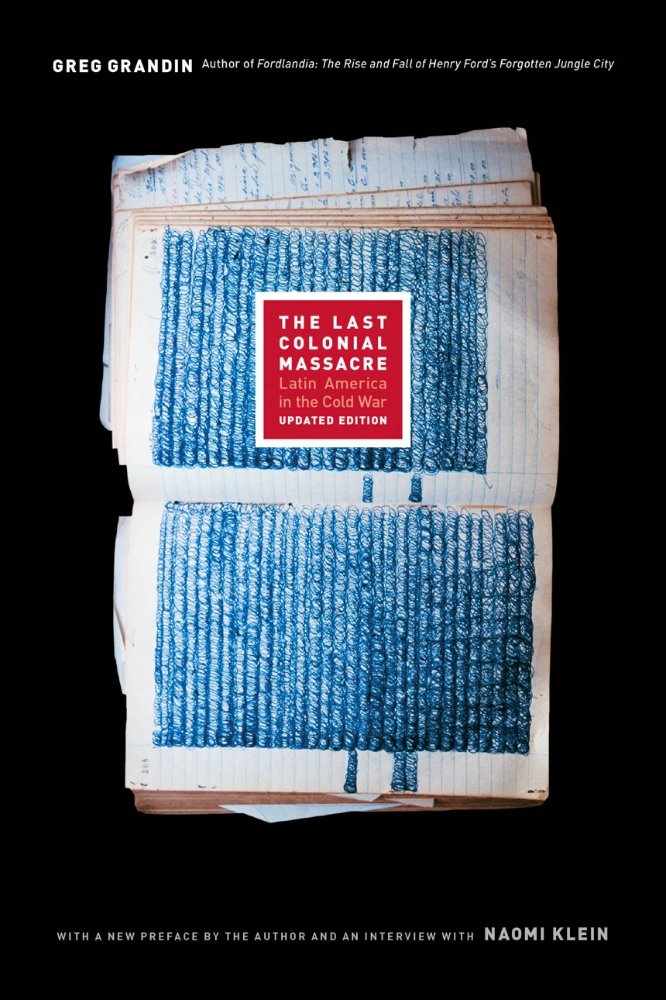 GREG GRANDIN Author of Fordlandia: The Rise and Fall of Henry Ford's Forgotten Jungle City
509
THE LAST
COLONIAL
MASSACRE
Latin America
in the Cold War
UPDATED EDITION
508
WITH A NEW PREFACE BY THE AUTHOR AND AN INTERVIEW WITH NAOMI KLEIN